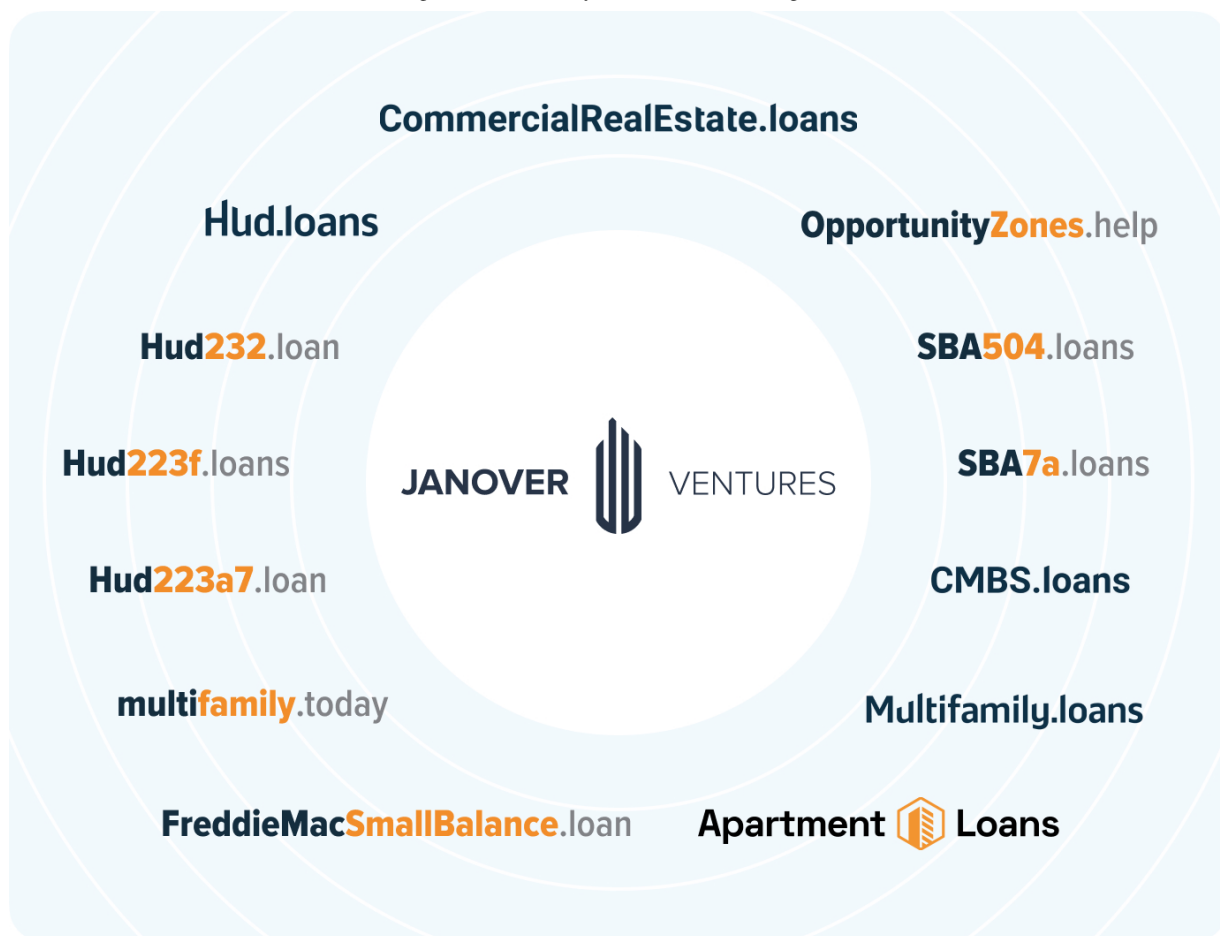 CommercialRealEstate.loans
Hud.loans
OpportunityZones.help
Hud232.loan
SBA504.loans
Hud223f.loans
SBA7a.loans
JANOVER VENTURES
Hud223a7.loan
CMBS.loans
multifamily.today
Multifamily.loans
FreddieMacSmallBalance.loan
Apartment Loans